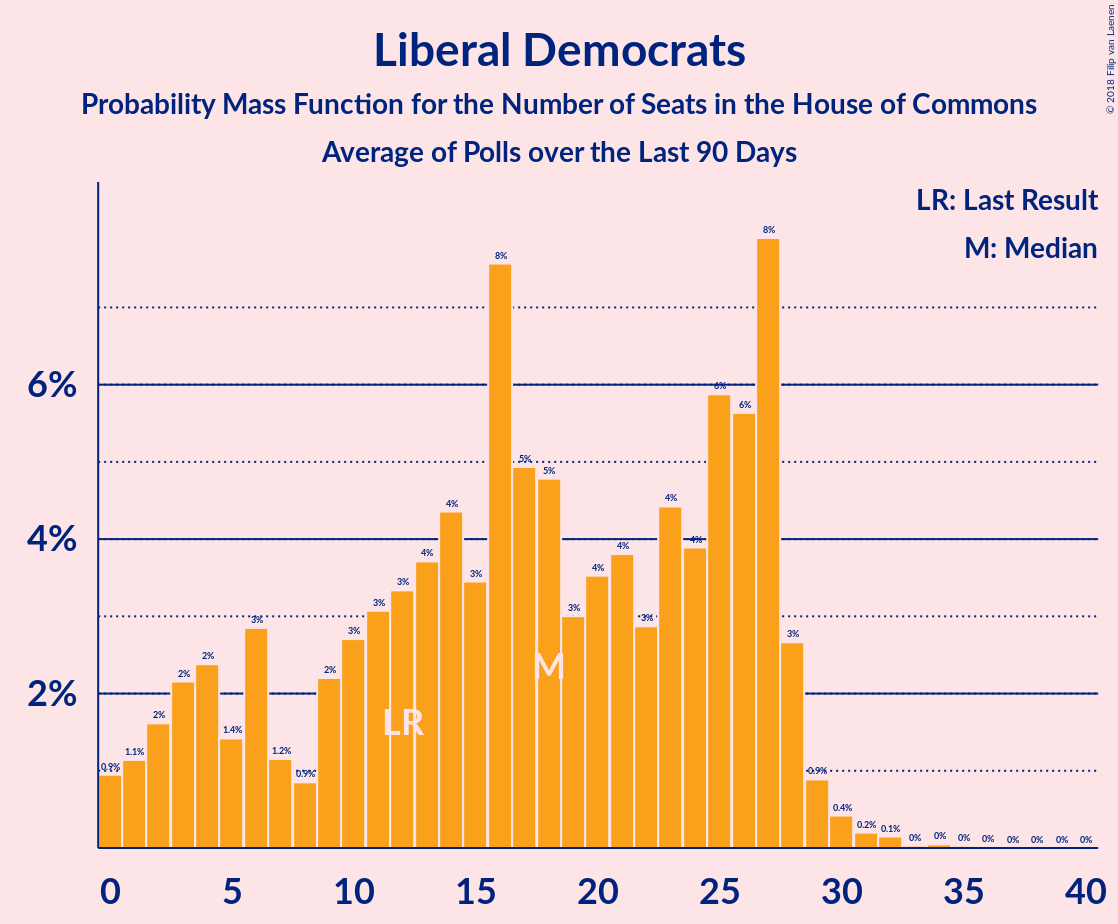 Liberal Democrats
Probability Mass Function for the Number of Seats in the House of Commons
Average of Polls over the Last 90 Days
© 2018 Filip van Laenen
LR: Last Result
M: Median
6%
4%
2%
0.9% 1.1% 2% 2% 2% 1.4% 3% 1.2% 0.9% 2% 3% 3% 3% 4% 4% 3% 8% 5% 5% 3% 4% 4% 3% 4% 4% 6% 6% 8% 3% 0.9% 0.4% 0.2% 0.1% 0% 0% 0% 0% 0% 0% 0% 0%
M
LR
0 5 10 15 20 25 30 35 40